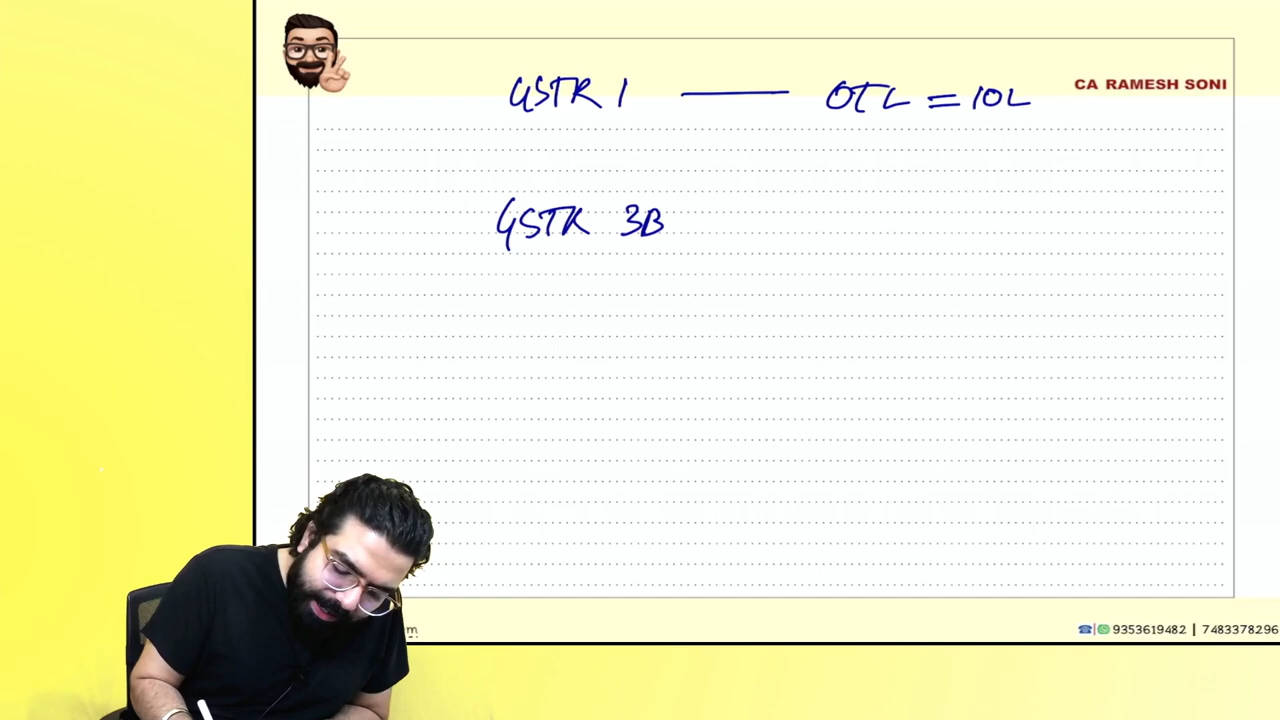 GSTR 1 — OTL = 10L
CA RAMESH SONI
GSTR 3B
m
9353619482 | 7483378296